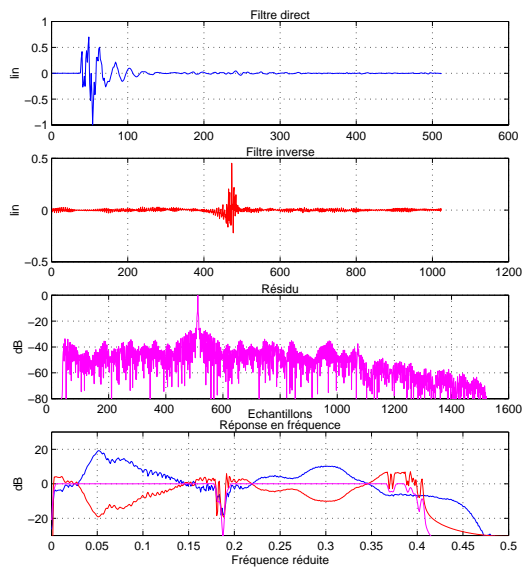 Filtre direct
1
0.5
0
−0.5
−1
lin
0 100 200 300 400 500 600
Filtre inverse
0.5
0
−0.5
lin
0 200 400 600 800 1000 1200
Résidu
0
−20
−40
−60
−80
dB
0 200 400 600 800 1000 1200 1400 1600
Echantillons
Réponse en fréquence
20
0
−20
dB
0 0.05 0.1 0.15 0.2 0.25 0.3 0.35 0.4 0.45 0.5
Fréquence réduite